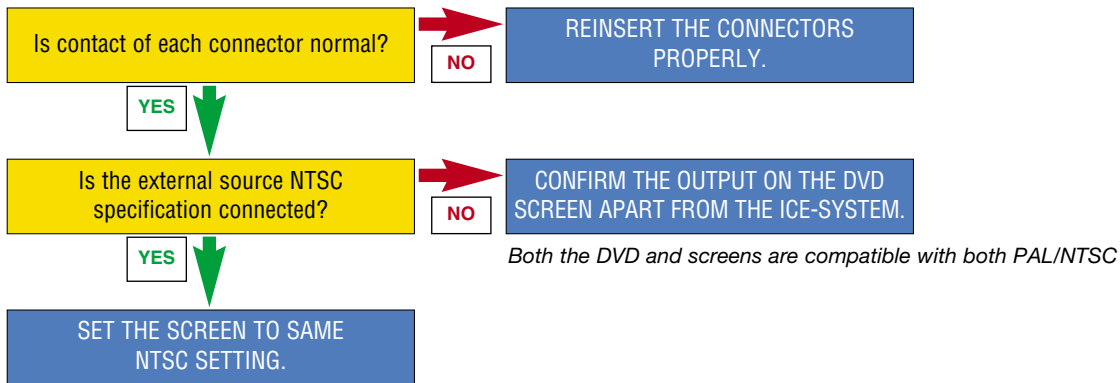 Is contact of each connector normal?
NO
REINSERT THE CONNECTORS
PROPERLY.
YES
Is the external source NTSC
specification connected?
NO
CONFIRM THE OUTPUT ON THE DVD
SCREEN APART FROM THE ICE-SYSTEM.
YES
Both the DVD and screens are compatible with both PAL/NTSC
SET THE SCREEN TO SAME
NTSC SETTING.